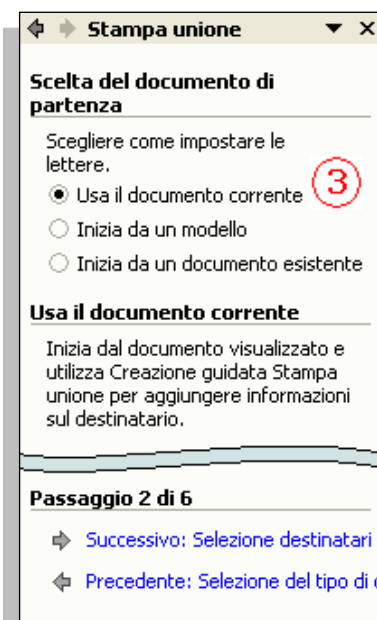 Stampa unione
Scelta del documento di
partenza
Scegliere come impostare le
lettere.
Usa il documento corrente
3
Inizia da un modello
Inizia da un documento esistente
Usa il documento corrente
Inizia dal documento visualizzato e
utilizza Creazione guidata Stampa
unione per aggiungere informazioni
sul destinatario.
Passaggio 2 di 6
Successivo: Selezione destinatari
Precedente: Selezione del tipo di